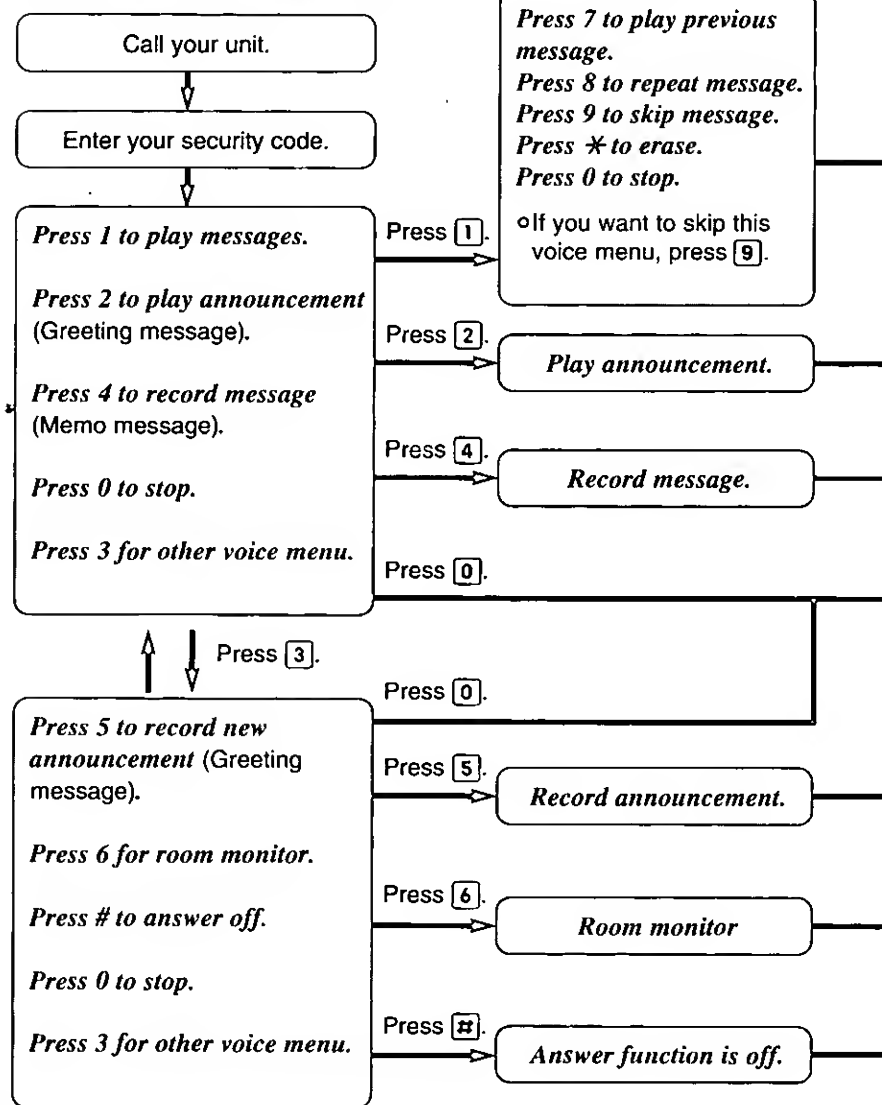 Call your unit.
Enter your security code.
Press 1 to play messages.
Press 2 to play announcement
(Greeting message).
Press 4 to record message
(Memo message).
Press 0 to stop.
Press 3 for other voice menu.
Press 1.
Press 7 to play previous
message.
Press 8 to repeat message.
Press 9 to skip message.
Press * to erase.
Press 0 to stop.
If you want to skip this
voice menu, press 9.
Press 2.
Play announcement.
Press 4.
Record message.
Press 0.
Press 3.
Press 5 to record new
announcement (Greeting
message).
Press 6 for room monitor.
Press # to answer off.
Press 0 to stop.
Press 3 for other voice menu.
Press 0.
Press 5.
Record announcement.
Press 6.
Room monitor
Press #.
Answer function is off.